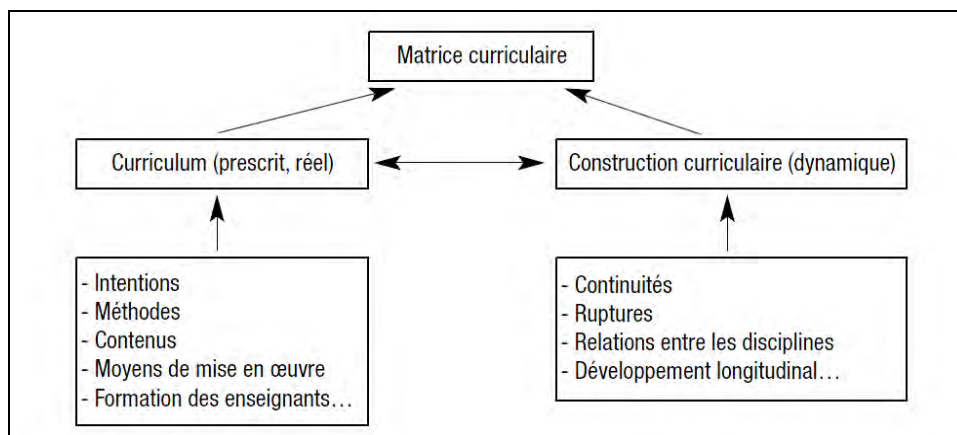 Matrice curriculaire
Curriculum (prescrit, réel)
Construction curriculaire (dynamique)
- Intentions
- Méthodes
- Contenus
- Moyens de mise en œuvre
- Formation des enseignants…
- Continuités
- Ruptures
- Relations entre les disciplines
- Développement longitudinal…